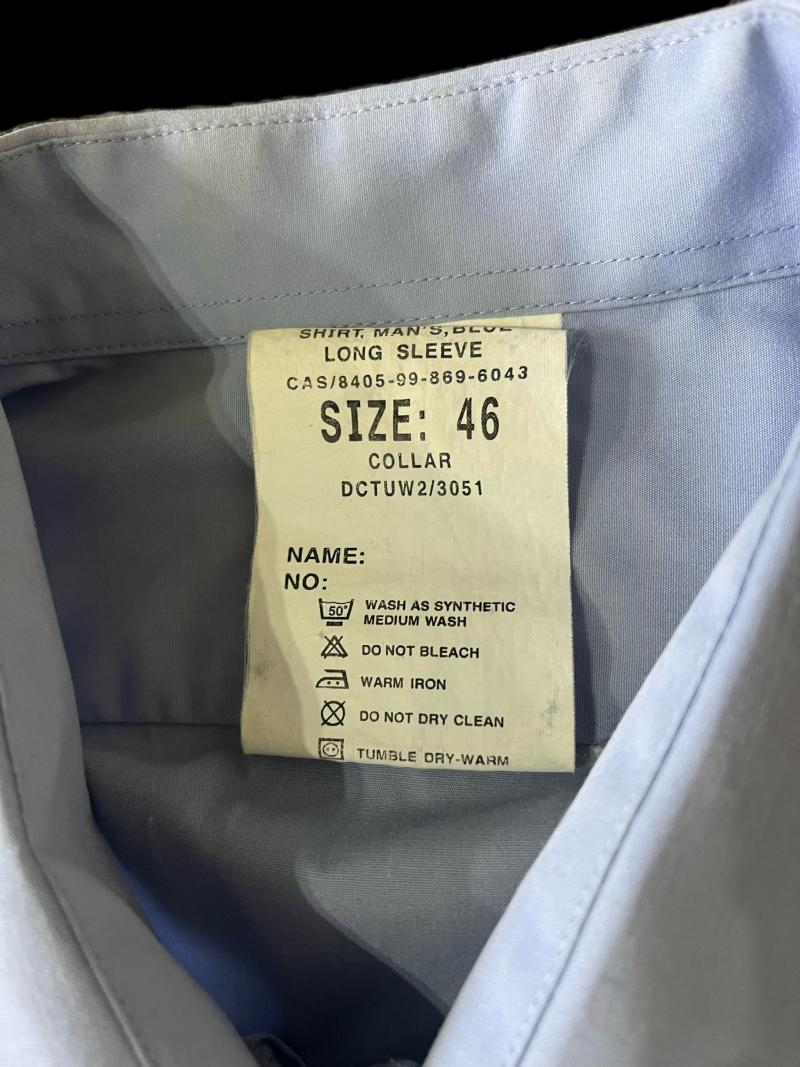 SHIRT, MAN'S, BLUE
LONG SLEEVE
CAS/8405-99-869-6043
SIZE: 46
COLLAR
DCTUW2/3051
NAME:
NO:
50° WASH AS SYNTHETIC
MEDIUM WASH
DO NOT BLEACH
WARM IRON
DO NOT DRY CLEAN
TUMBLE DRY-WARM